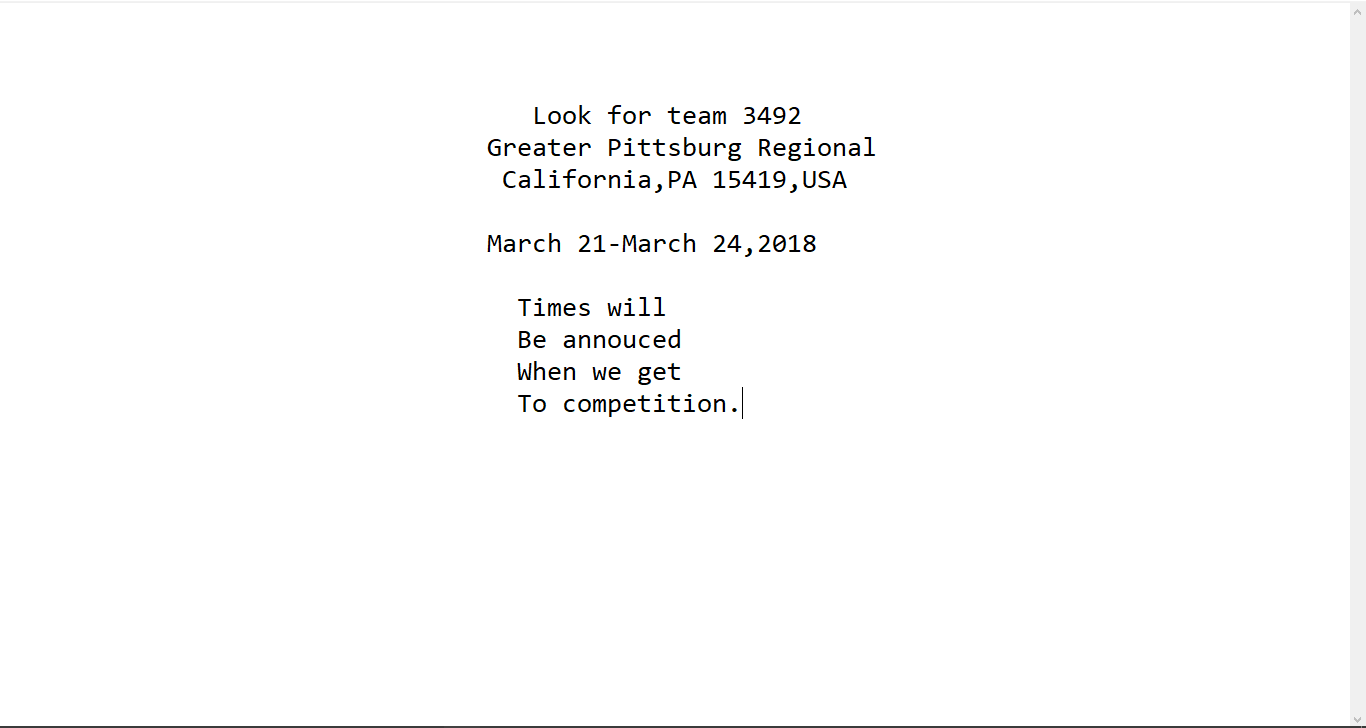 Look for team 3492
Greater Pittsburg Regional
California,PA 15419,USA
March 21-March 24,2018
Times will
Be annouced
When we get
To competition.